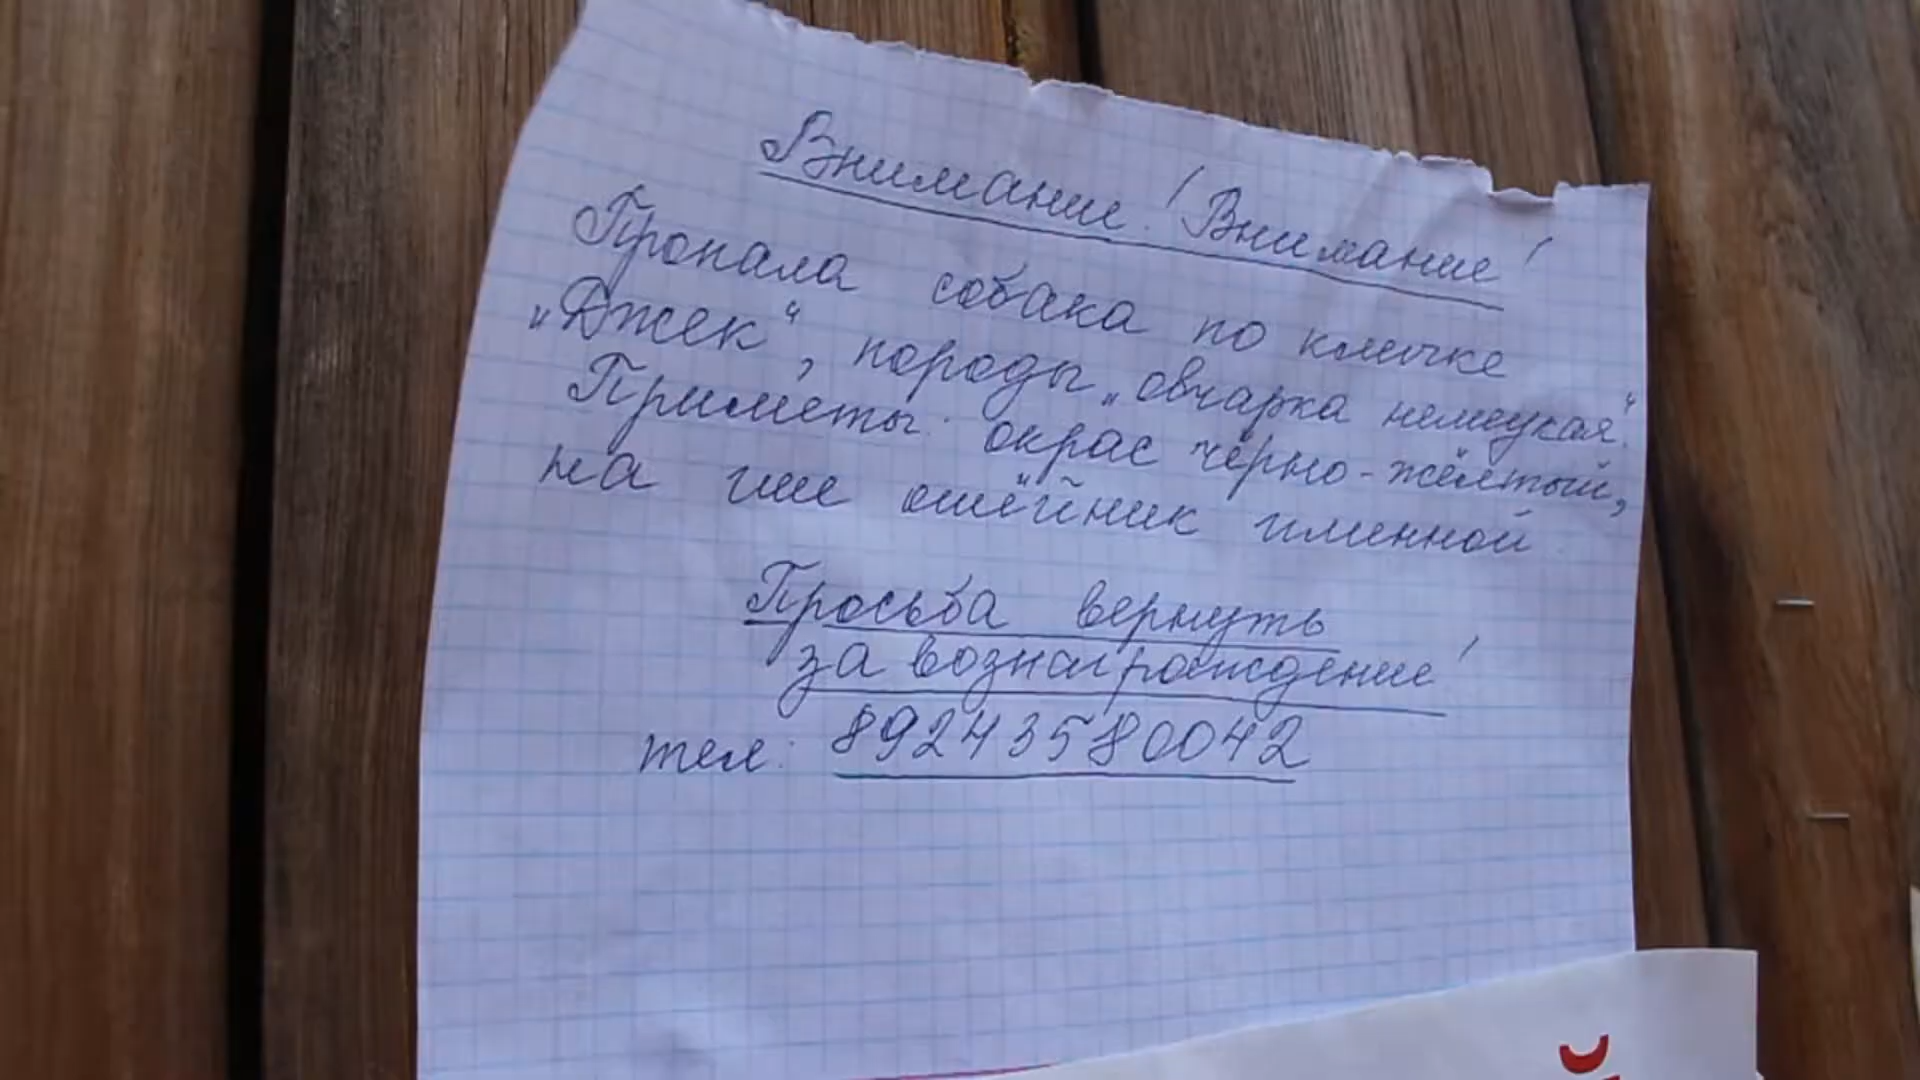 Внимание! Внимание!
Пропала собака по кличке
„Джек“, породы „овчарка немецкая“.
Приметы: окрас чёрно-жёлтый,
на шее ошейник именной
Просьба вернуть
за вознаграждение!
тел: 89243580042
Й